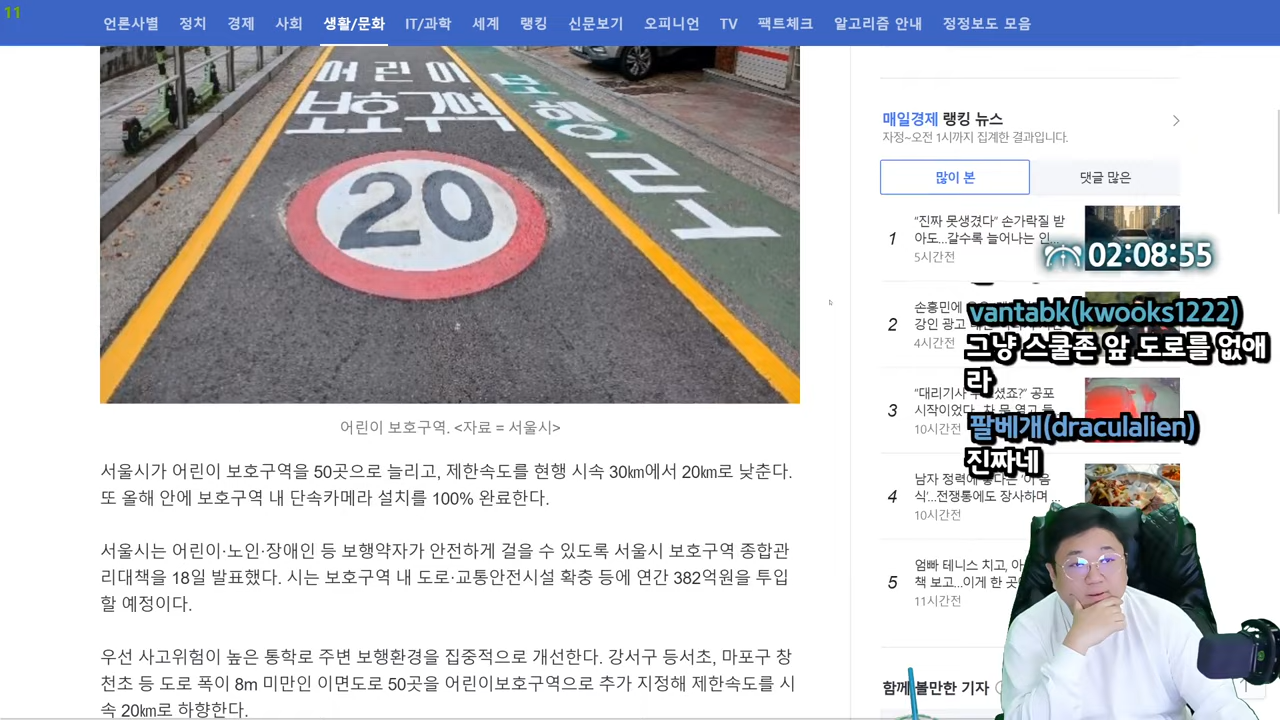 11
언론사별 정치 경제 사회 생활/문화 IT/과학 세계 랭킹 신문보기 오피니언 TV 팩트체크 알고리즘 안내 정정보도 모음
어린이
보호구역
20
보행로
어린이 보호구역. <자료 = 서울시>
서울시가 어린이 보호구역을 50곳으로 늘리고, 제한속도를 현행 시속 30㎞에서 20㎞로 낮춘다.
또 올해 안에 보호구역 내 단속카메라 설치를 100% 완료한다.
서울시는 어린이·노인·장애인 등 보행약자가 안전하게 걸을 수 있도록 서울시 보호구역 종합관
리대책을 18일 발표했다. 시는 보호구역 내 도로·교통안전시설 확충 등에 연간 382억원을 투입
할 예정이다.
우선 사고위험이 높은 통학로 주변 보행환경을 집중적으로 개선한다. 강서구 등서초, 마포구 창
천초 등 도로 폭이 8m 미만인 이면도로 50곳을 어린이보호구역으로 추가 지정해 제한속도를 시
속 20㎞로 하향한다.
매일경제 랭킹 뉴스
자정~오전 1시까지 집계한 결과입니다.
많이 본 댓글 많은
1 "진짜 못생겼다" 손가락질 받
아도...갈수록 늘어나는 인...
5시간전
02:08:55
2 손흥민에
강인 광고
4시간전
vantabk(kwooks1222)
그냥 스쿨존 앞 도로를 없애
라
3 "대리기사 공포
시작이었다
10시간전
팔베개(draculalien)
진짜네
4 남자 정력에
식'...전쟁통에도 장사하며 ...
10시간전
5 얼빠 테니스 치고,
책 보고...이게 한
11시간전
함께 볼만한 기자